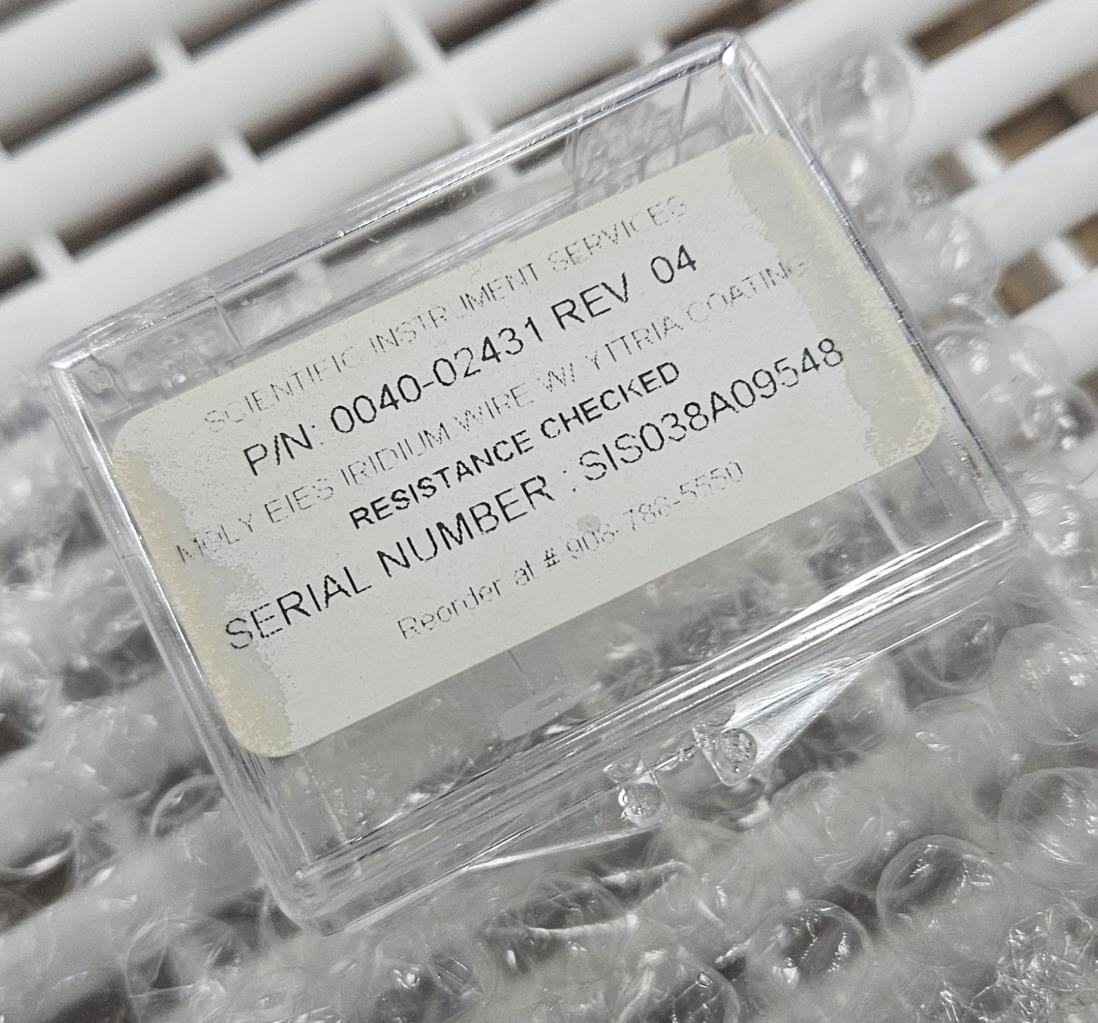 SCIENTIFIC INSTRUMENT SERVICES
P/N: 0040-02431 REV 04
MOLY EIES IRIDIUM WIRE W/ YTTRIA COATING
RESISTANCE CHECKED
SERIAL NUMBER : SIS038A09548
Reorder at # 908-788-5550